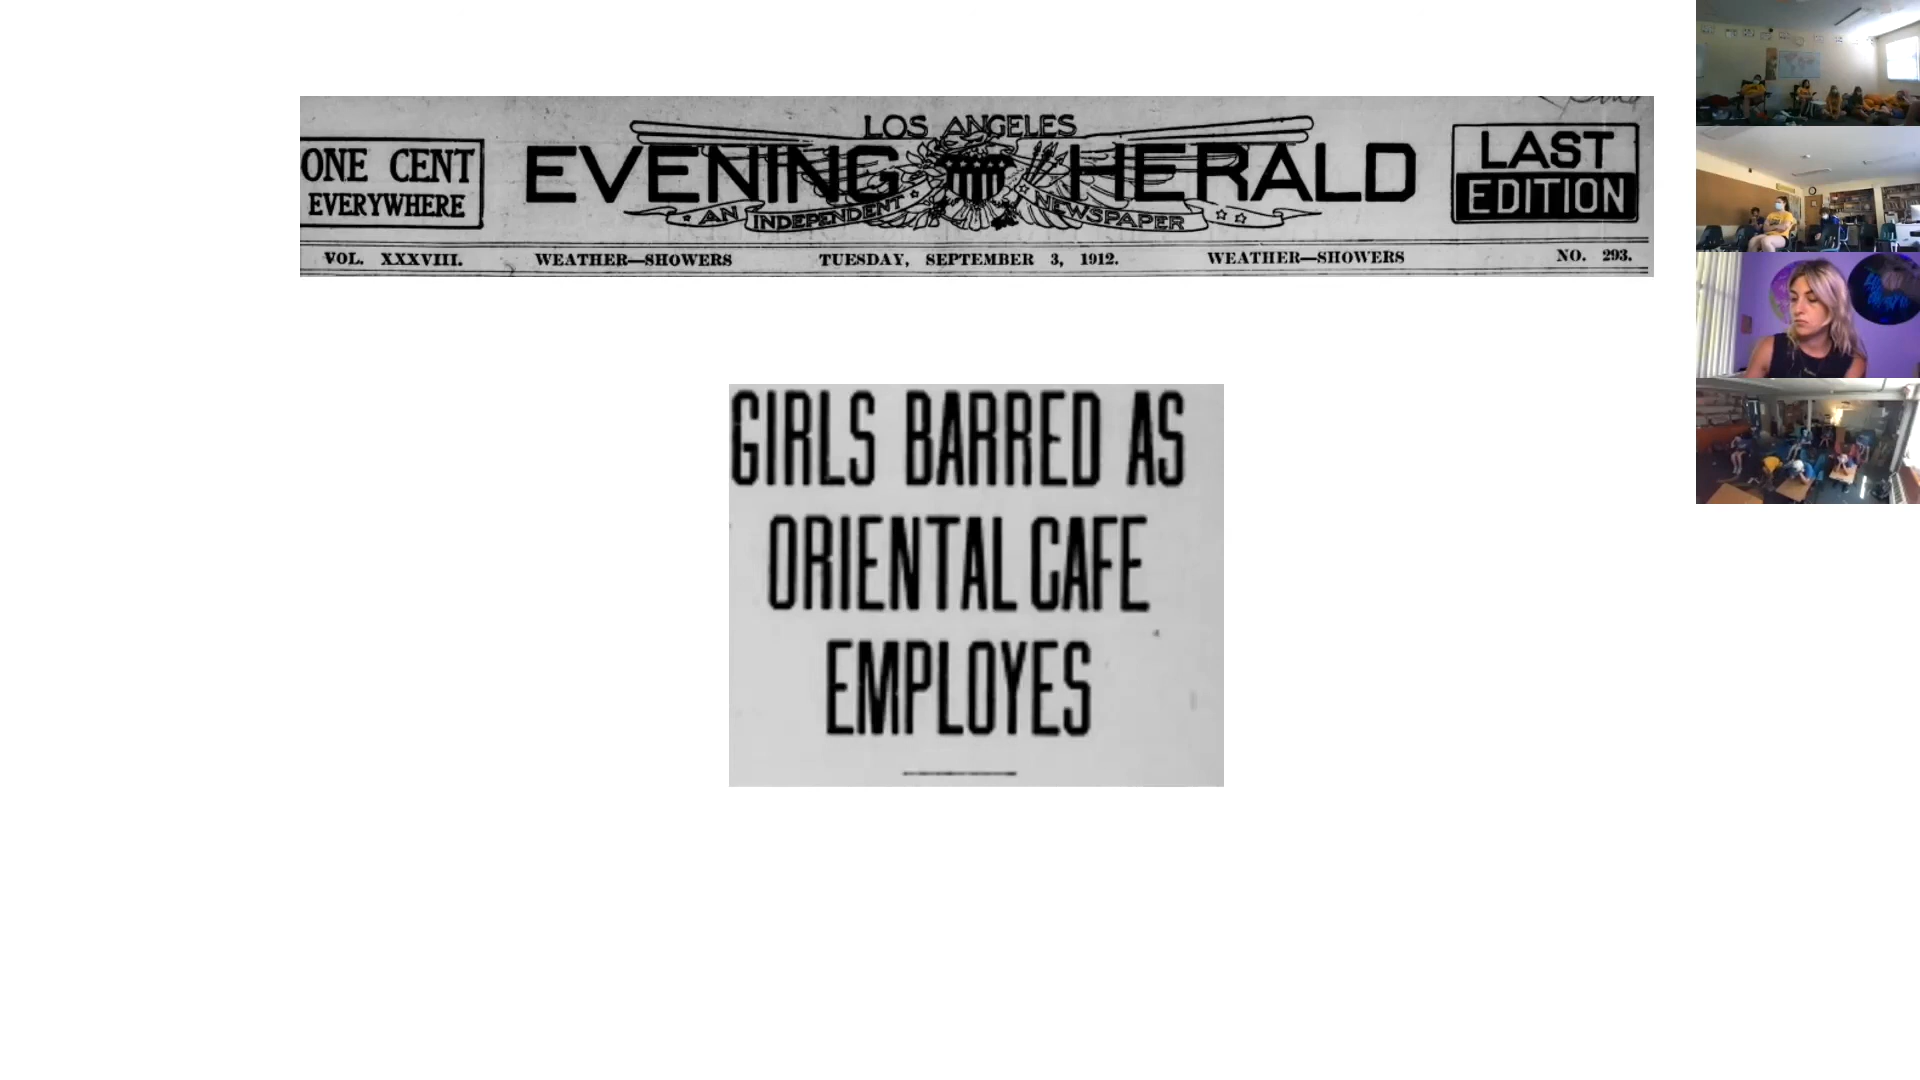 LOS ANGELES
ONE CENT
EVERYWHERE
EVENING HERALD
AN INDEPENDENT NEWSPAPER
LAST
EDITION
VOL. XXXVIII. WEATHER—SHOWERS TUESDAY, SEPTEMBER 3, 1912. WEATHER—SHOWERS NO. 293.
GIRLS BARRED AS
ORIENTAL CAFE
EMPLOYES